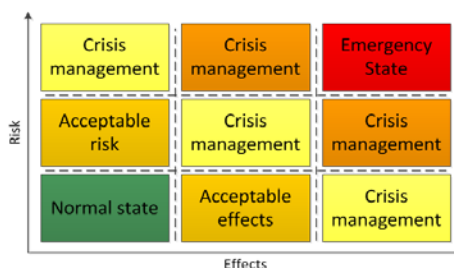 Crisis
management
Crisis
management
Emergency
State
Acceptable
risk
Crisis
management
Crisis
management
Normal state
Acceptable
effects
Crisis
management
Risk
Effects